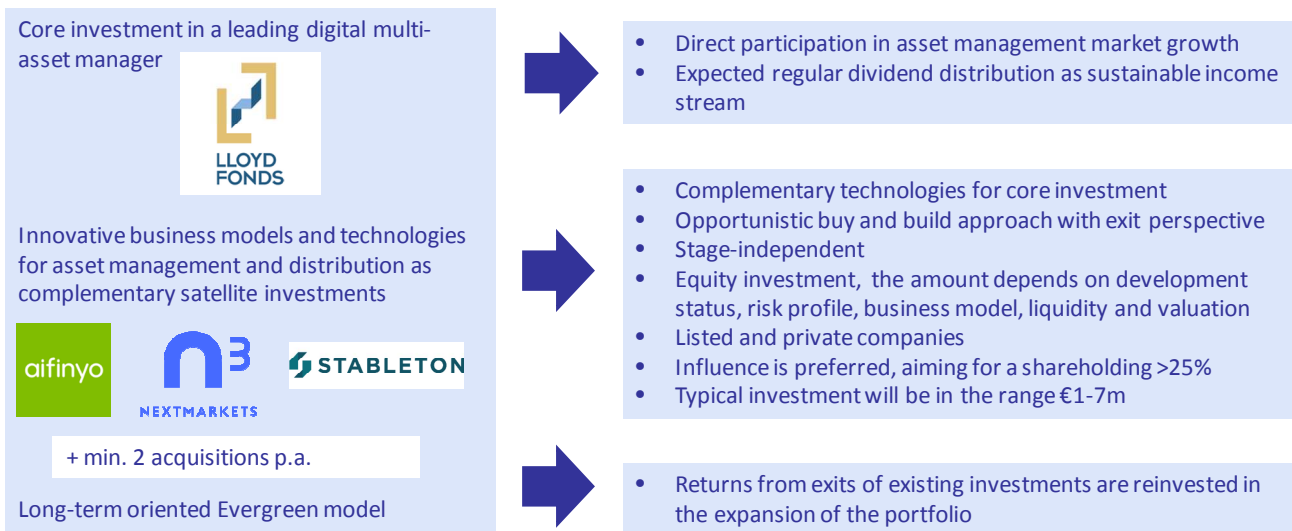 Core investment in a leading digital multi-
asset manager
LLOYD
FONDS
Innovative business models and technologies
for asset management and distribution as
complementary satellite investments
aifinyo
n3
NEXTMARKETS
STABLETON
+ min. 2 acquisitions p.a.
Long-term oriented Evergreen model
• Direct participation in asset management market growth
• Expected regular dividend distribution as sustainable income
stream
• Complementary technologies for core investment
• Opportunistic buy and build approach with exit perspective
• Stage-independent
• Equity investment, the amount depends on development
status, risk profile, business model, liquidity and valuation
• Listed and private companies
• Influence is preferred, aiming for a shareholding >25%
• Typical investment will be in the range €1-7m
• Returns from exits of existing investments are reinvested in
the expansion of the portfolio